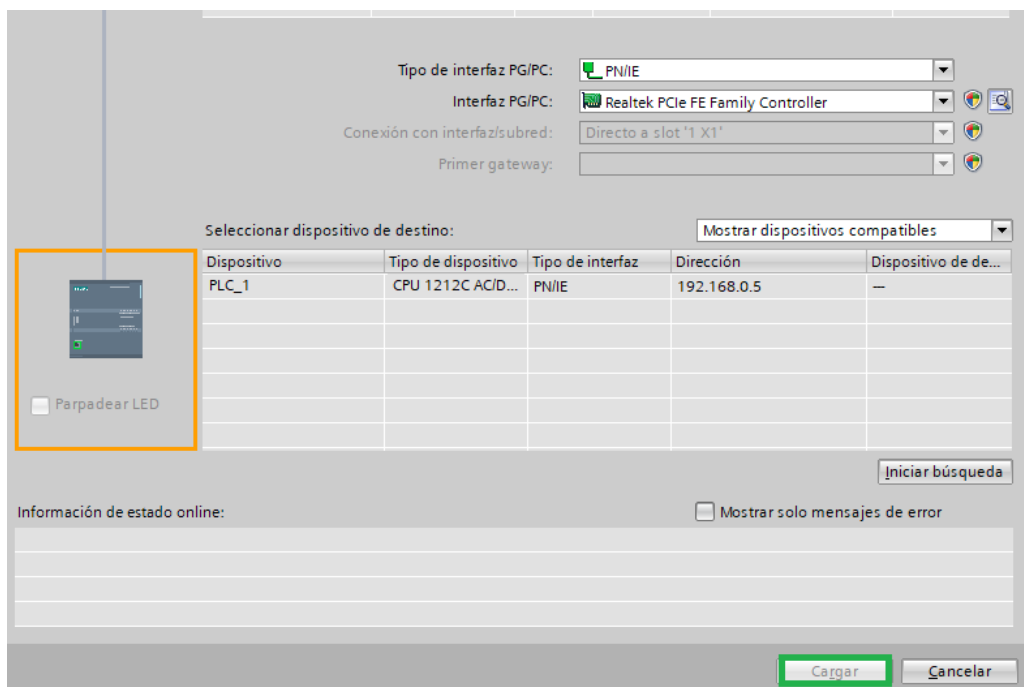 Tipo de interfaz PG/PC: PN/IE
Interfaz PG/PC: Realtek PCIe FE Family Controller
Conexión con interfaz/subred: Directo a slot '1 X1'
Primer gateway:
Seleccionar dispositivo de destino: Mostrar dispositivos compatibles
Dispositivo Tipo de dispositivo Tipo de interfaz Dirección Dispositivo de de...
PLC_1 CPU 1212C AC/D... PN/IE 192.168.0.5 —
Parpadear LED
Iniciar búsqueda
Información de estado online: Mostrar solo mensajes de error
Cargar Cancelar